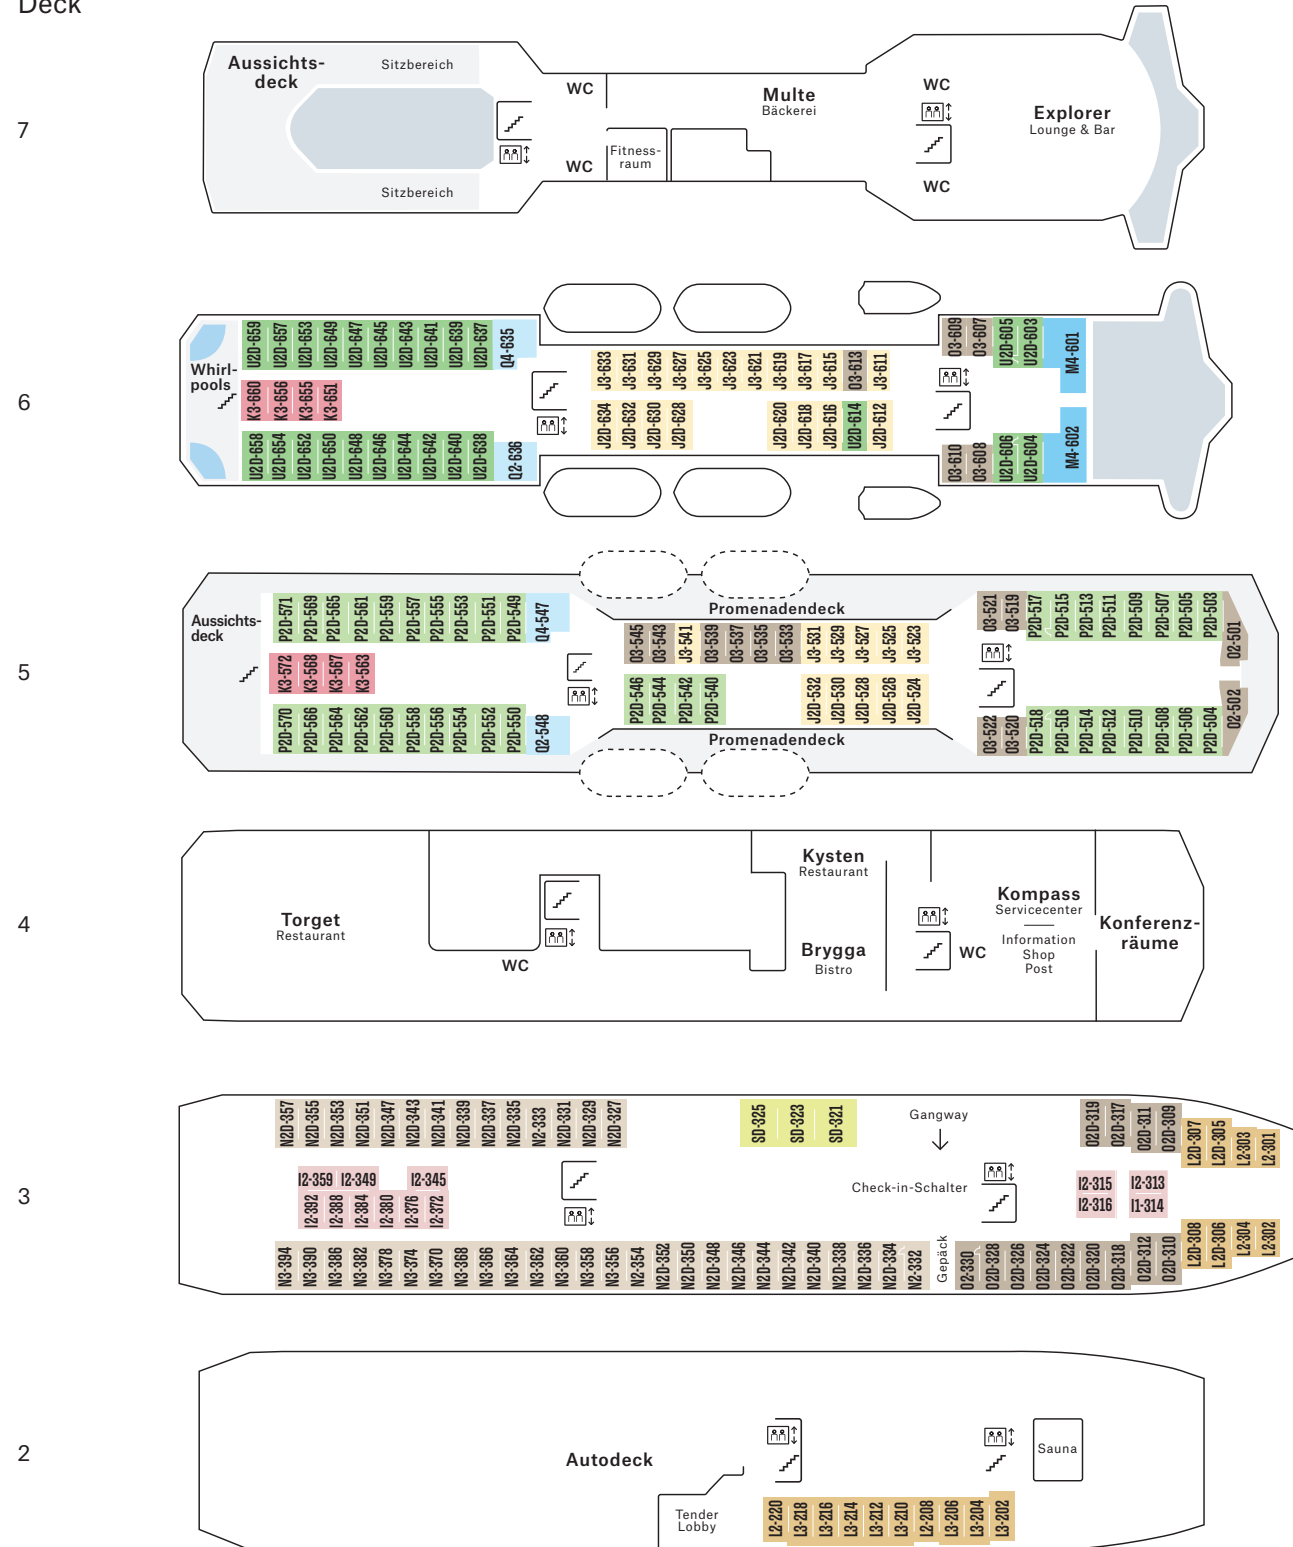 Deck
7
Aussichts-
deck
Sitzbereich
Sitzbereich
WC
WC
Fitness-
raum
Multe
Bäckerei
WC
WC
Explorer
Lounge & Bar
6
Whirl-
pools
U2D-659 U2D-657 U2D-653 U2D-649 U2D-647 U2D-645 U2D-643 U2D-641 U2D-639 U2D-637 Q4-635
K3-660 K3-656 K3-655 K3-651
U2D-658 U2D-654 U2D-652 U2D-650 U2D-648 U2D-646 U2D-644 U2D-642 U2D-640 U2D-638 Q2-636
J3-633 J3-631 J3-629 J3-627 J3-625 J3-623 J3-621 J3-619 J3-617 J3-615 O3-613 J3-611
J2D-634 J2D-632 J2D-630 J2D-628 J2D-620 J2D-618 J2D-616 U2D-614 J2D-612
O3-609 O3-607 U2D-605 U2D-603 M4-601
O3-610 O3-608 U2D-606 U2D-604 M4-602
5
Aussichts-
deck
P2D-571 P2D-569 P2D-565 P2D-561 P2D-559 P2D-557 P2D-555 P2D-553 P2D-551 P2D-549 Q4-547
K3-572 K3-568 K3-567 K3-563
P2D-570 P2D-566 P2D-564 P2D-562 P2D-560 P2D-558 P2D-556 P2D-554 P2D-552 P2D-550 Q2-548
Promenadendeck
O3-545 O3-543 J3-541 O3-539 O3-537 O3-535 O3-533 J3-531 J3-529 J3-527 J3-525 J3-523
P2D-546 P2D-544 P2D-542 P2D-540 J2D-532 J2D-530 J2D-528 J2D-526 J2D-524
Promenadendeck
O3-521 O3-519 P2D-517 P2D-515 P2D-513 P2D-511 P2D-509 P2D-507 P2D-505 P2D-503 O2-501
O3-522 O3-520 P2D-518 P2D-516 P2D-514 P2D-512 P2D-510 P2D-508 P2D-506 P2D-504 O2-502
4
Torget
Restaurant
WC
Kysten
Restaurant
Brygga
Bistro
WC
Kompass
Servicecenter
Information
Shop
Post
Konferenz-
räume
3
N2D-357 N2D-355 N2D-353 N2D-351 N2D-347 N2D-343 N2D-341 N2D-339 N2D-337 N2D-335 N2-333 N2D-331 N2D-329 N2D-327
SD-325 SD-323 SD-321
Gangway
O2D-319 O2D-317 O2D-311 O2D-309 L2D-307 L2D-305 L2-303 L2-301
I2-359 I2-349 I2-345
I2-392 I2-388 I2-384 I2-380 I2-376 I2-372
Check-in-Schalter
I2-315 I2-313
I2-316 I1-314
N3-394 N3-390 N3-386 N3-382 N3-378 N3-374 N3-370 N3-368 N3-366 N3-364 N3-362 N3-360 N3-358 N3-356 N2-354 N2D-352 N2D-350 N2D-348 N2D-346 N2D-344 N2D-342 N2D-340 N2D-338 N2D-336 N2D-334 N2-332
Gepäck
O2-330 O2D-328 O2D-326 O2D-324 O2D-322 O2D-320 O2D-318 O2D-312 O2D-310 L2D-308 L2D-306 L2-304 L2-302
2
Autodeck
Sauna
Tender
Lobby
L2-220 L3-218 L3-216 L3-214 L3-212 L3-210 L2-208 L3-206 L3-204 L3-202